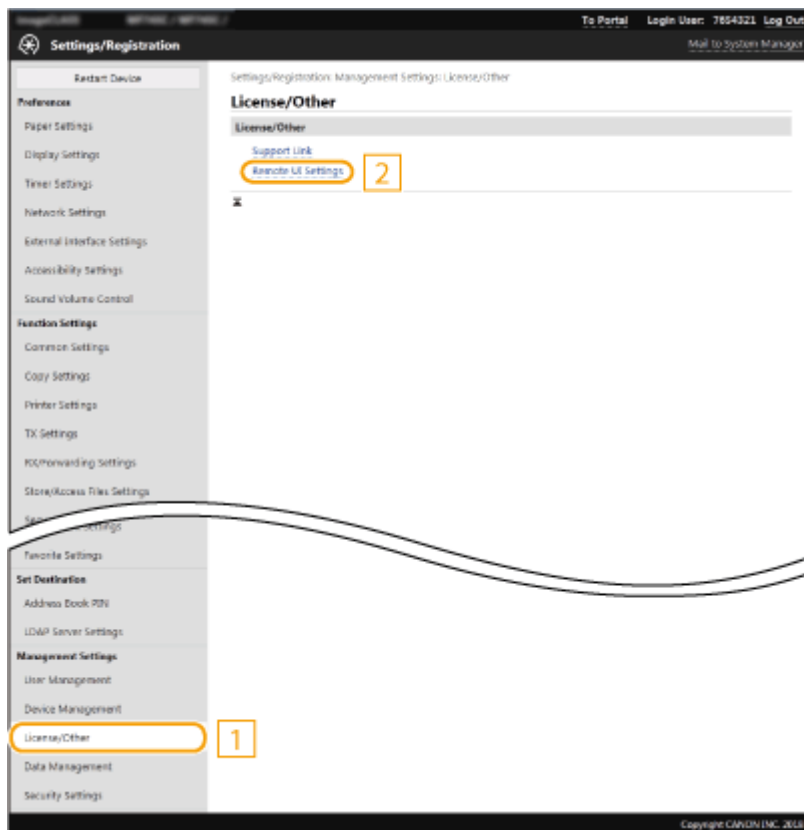 To Portal Login User: 7654321 Log Out
Settings/Registration
Mail to System Manager
Restart Device
Settings/Registration: Management Settings: License/Other
License/Other
Preferences
License/Other
Paper Settings
Support Link
Display Settings
Remote UI Settings
2
Timer Settings
Network Settings
External Interface Settings
Accessibility Settings
Sound Volume Control
Function Settings
Common Settings
Copy Settings
Printer Settings
TX Settings
RX/Forwarding Settings
Store/Access Files Settings
Settings
Favorite Settings
Set Destination
Address Book PIN
LDAP Server Settings
Management Settings
User Management
Device Management
License/Other
1
Data Management
Security Settings
Copyright CANON INC. 2018